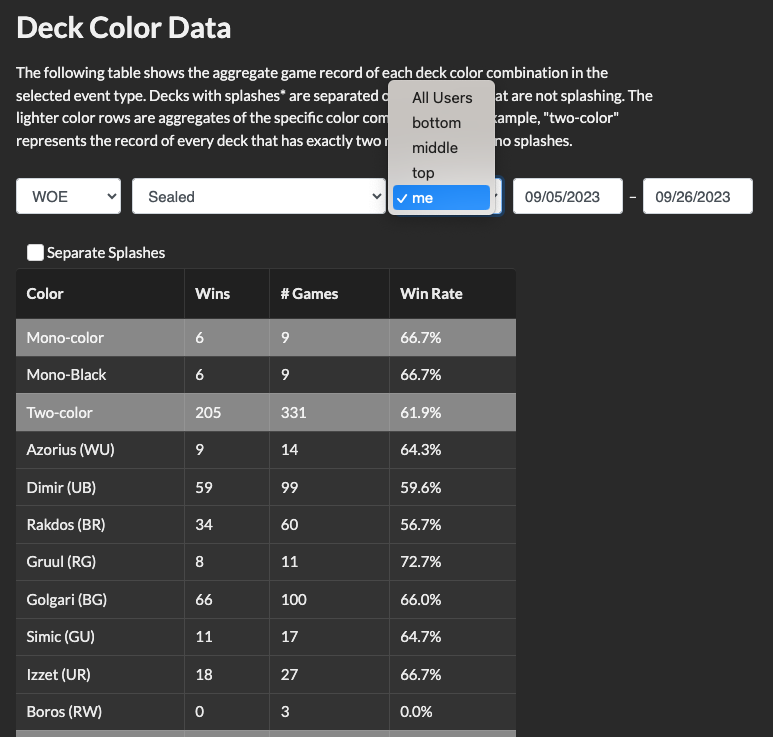 Deck Color Data
The following table shows the aggregate game record of each deck color combination in the
selected event type. Decks with splashes* are separated at are not splashing. The
lighter color rows are aggregates of the specific color com example, "two-color"
represents the record of every deck that has exactly two no splashes.
All Users
bottom
middle
top
✓ me
WOE Sealed 09/05/2023 – 09/26/2023
Separate Splashes
Color Wins # Games Win Rate
Mono-color 6 9 66.7%
Mono-Black 6 9 66.7%
Two-color 205 331 61.9%
Azorius (WU) 9 14 64.3%
Dimir (UB) 59 99 59.6%
Rakdos (BR) 34 60 56.7%
Gruul (RG) 8 11 72.7%
Golgari (BG) 66 100 66.0%
Simic (GU) 11 17 64.7%
Izzet (UR) 18 27 66.7%
Boros (RW) 0 3 0.0%